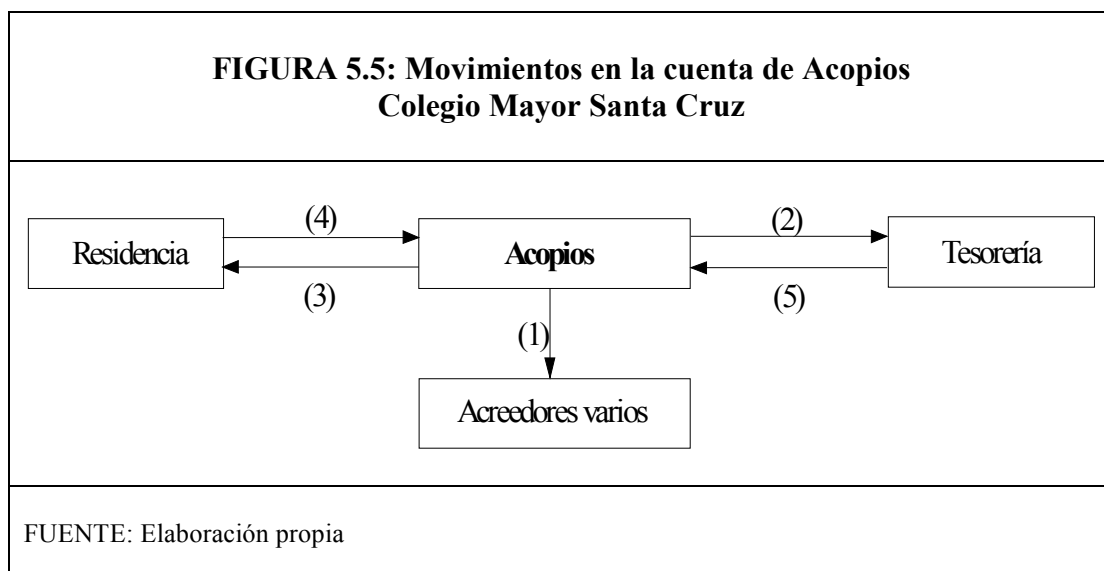 FIGURA 5.5: Movimientos en la cuenta de Acopios
Colegio Mayor Santa Cruz
(4)
(2)
Residencia
Acopios
Tesorería
(3)
(5)
(1)
Acreedores varios
FUENTE: Elaboración propia